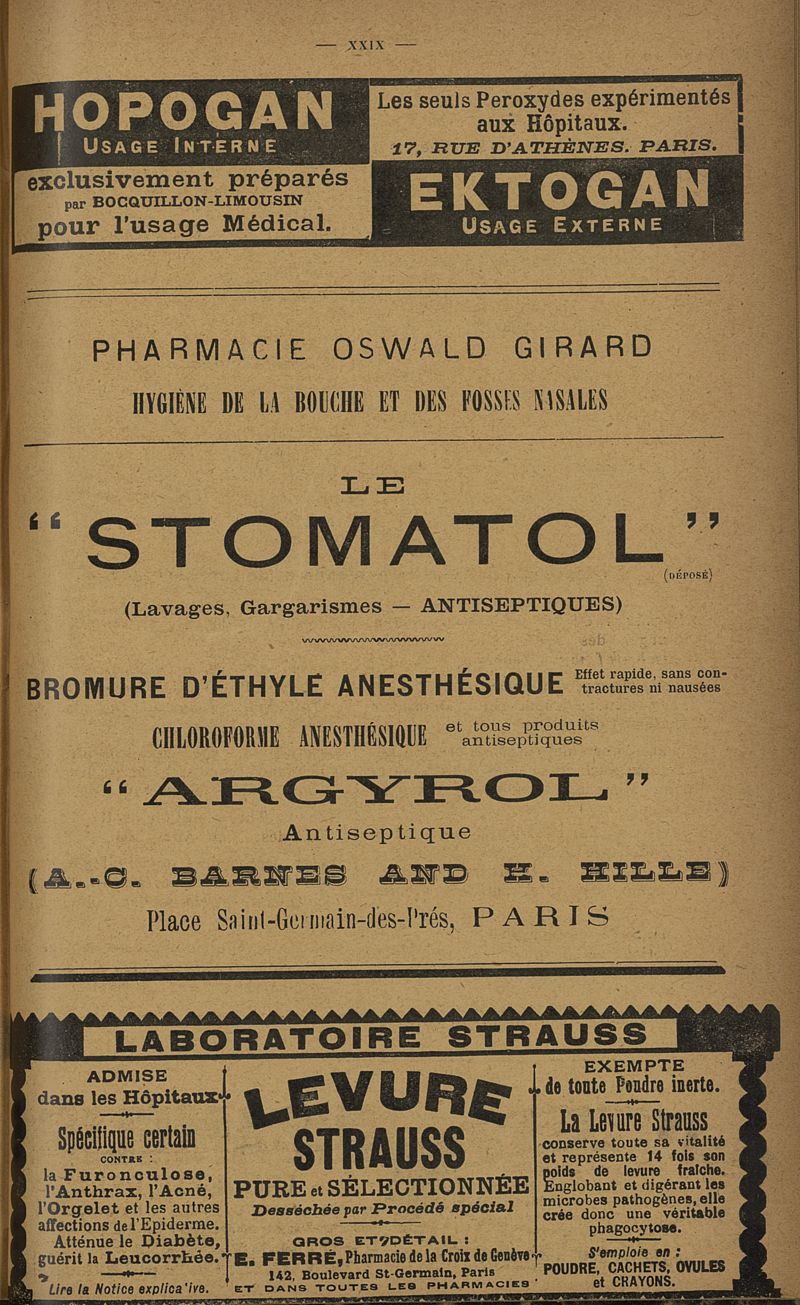 — XXIX —
HOPOGAN
USAGE INTERNE
exclusivement préparés
par BOCQUILLON-LIMOUSIN
pour l'usage Médical.
Les seuls Peroxydes expérimentés
aux Hôpitaux.
17, RUE D'ATHÈNES. PARIS.
EKTOGAN
USAGE EXTERNE
PHARMACIE OSWALD GIRARD
HYGIÈNE DE LA BOUCHE ET DES FOSSES NASALES
LE
“STOMATOL”
(DÉPOSÉ)
(Lavages, Gargarismes — ANTISEPTIQUES)
BROMURE D'ÉTHYLE ANESTHÉSIQUE Effet rapide, sans con-
tractures ni nausées
CHLOROFORME ANESTHÉSIQUE et tous produits
antiseptiques
“ARGYROL”
Antiseptique
(A.-C. BARNES AND H. HILLE)
Place Saint-Germain-des-Prés, PARIS
LABORATOIRE STRAUSS
ADMISE
dans les Hôpitaux
Spécifique certain
CONTRE :
la Furonculose,
l'Anthrax, l'Acné,
l'Orgelet et les autres
affections de l'Epiderme.
Atténue le Diabète,
guérit la Leucorrhée.
Lire la Notice explicative.
LEVURE
STRAUSS
PURE et SÉLECTIONNÉE
Desséchée par Procédé spécial
GROS ET DÉTAIL :
E. FERRÉ, Pharmacie de la Croix de Genève
142, Boulevard St-Germain, Paris
ET DANS TOUTES LES PHARMACIES
EXEMPTE
de toute Poudre inerte.
La Levure Strauss
conserve toute sa vitalité
et représente 14 fois son
poids de levure fraîche.
Englobant et digérant les
microbes pathogènes, elle
crée donc une véritable
phagocytose.
S'emploie en :
POUDRE, CACHETS, OVULES
et CRAYONS.